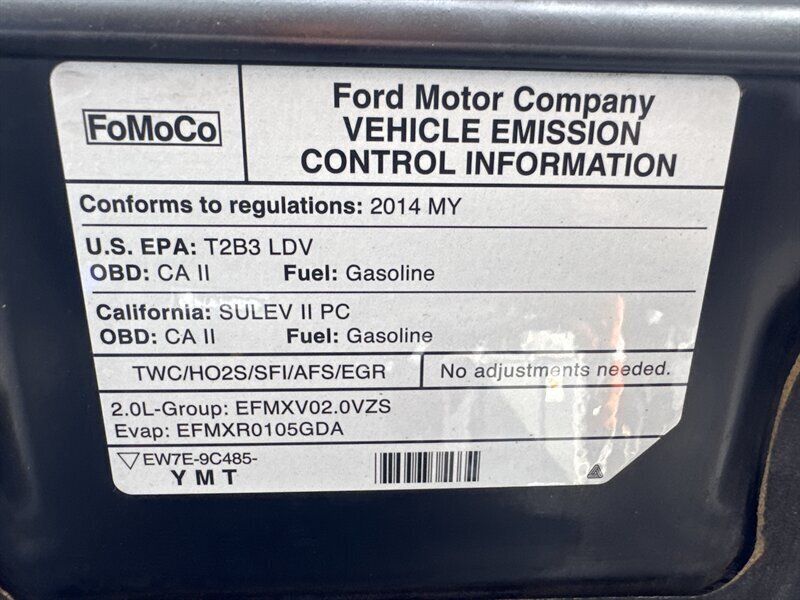 FoMoCo
Ford Motor Company
VEHICLE EMISSION
CONTROL INFORMATION
Conforms to regulations: 2014 MY
U.S. EPA: T2B3 LDV
OBD: CA II Fuel: Gasoline
California: SULEV II PC
OBD: CA II Fuel: Gasoline
TWC/HO2S/SFI/AFS/EGR
No adjustments needed.
2.0L-Group: EFMXV02.0VZS
Evap: EFMXR0105GDA
EW7E-9C485-
Y M T